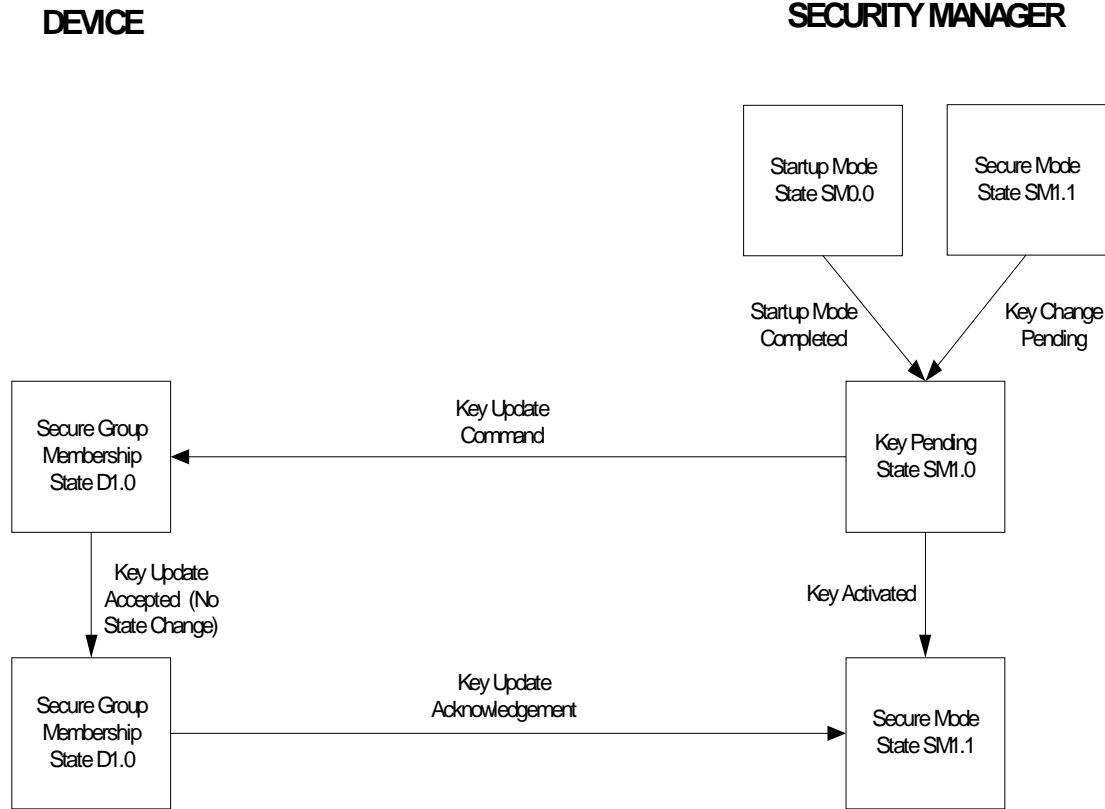 DEVICE
SECURITY MANAGER
Startup Mode
State SM0.0
Secure Mode
State SM1.1
Startup Mode
Completed
Key Change
Pending
Secure Group
Membership
State D1.0
Key Update
Command
Key Pending
State SM1.0
Key Update
Accepted (No
State Change)
Key Activated
Secure Group
Membership
State D1.0
Key Update
Acknowledgement
Secure Mode
State SM1.1